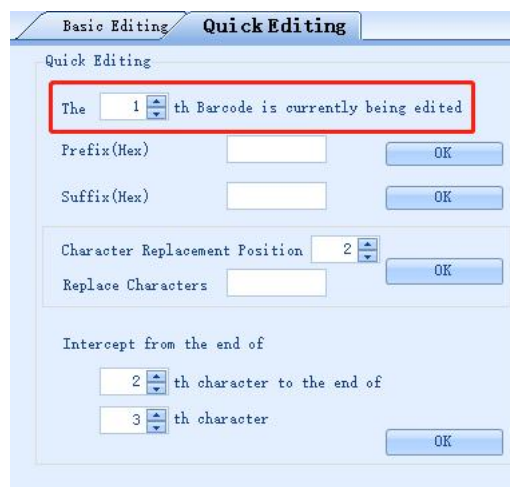 Basic Editing Quick Editing
Quick Editing
The 1 th Barcode is currently being edited
Prefix(Hex) OK
Suffix(Hex) OK
Character Replacement Position 2
Replace Characters OK
Intercept from the end of
2 th character to the end of
3 th character
OK